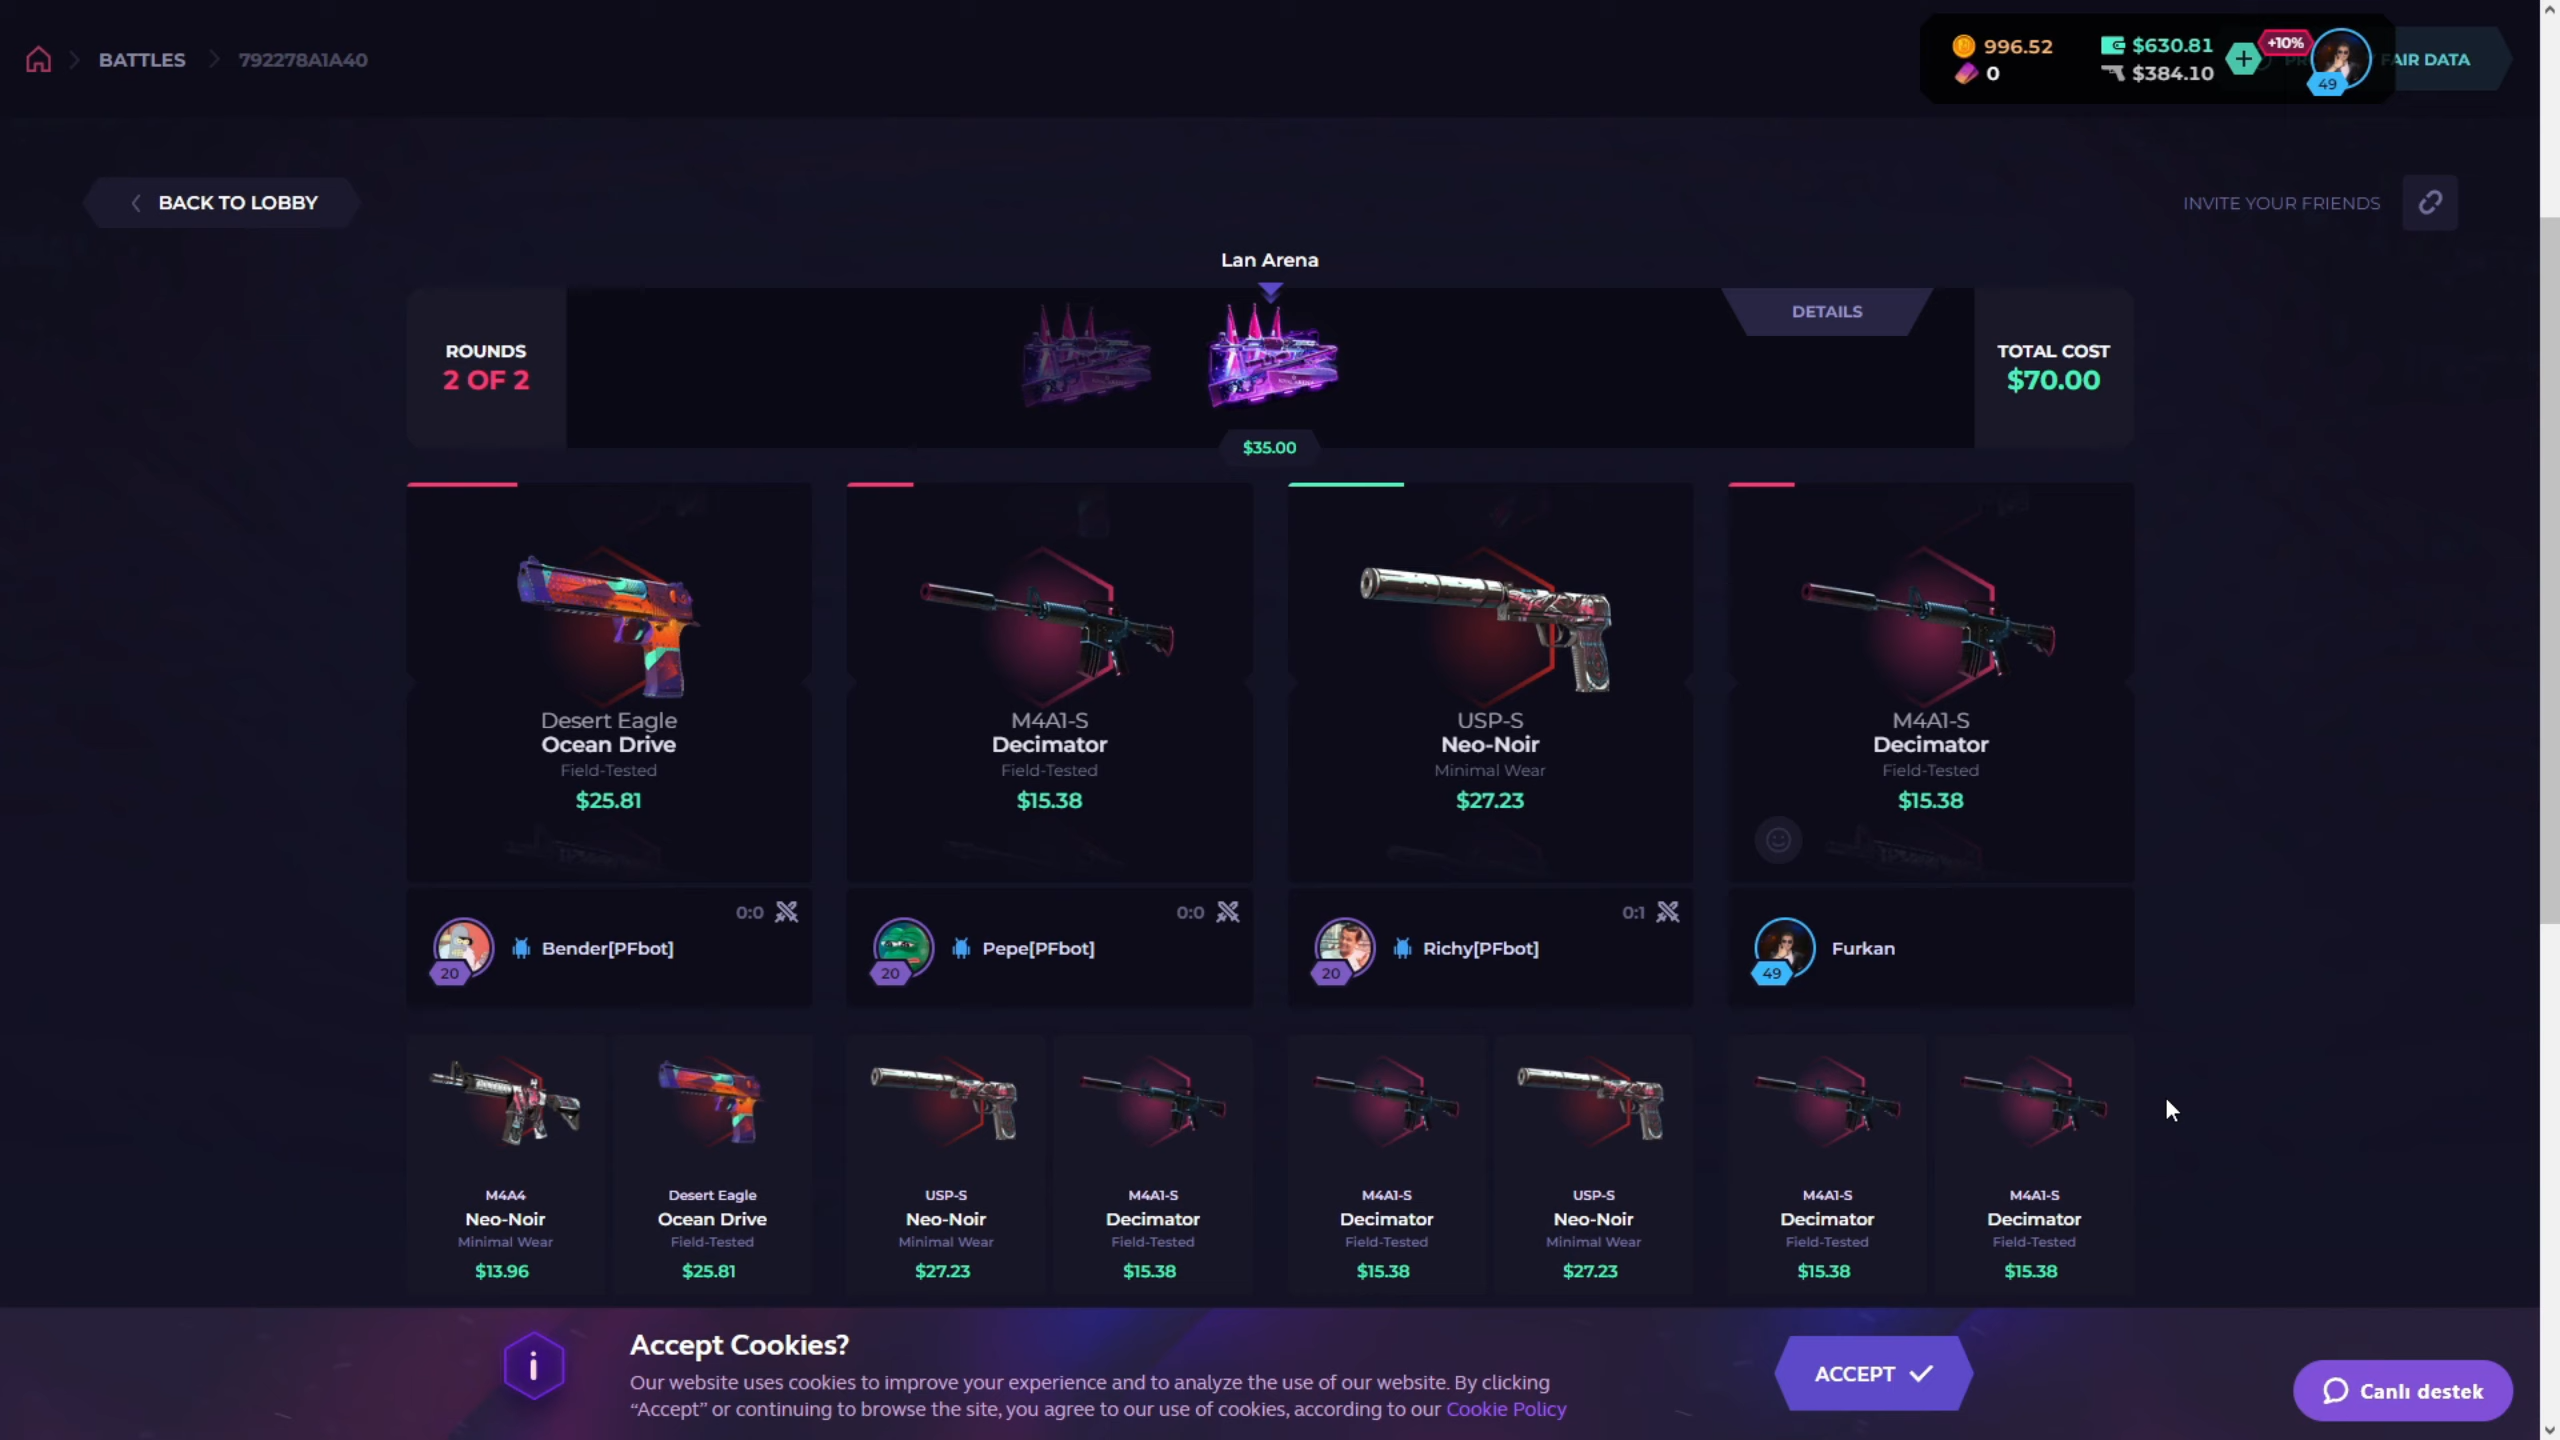 BATTLES
792278A1A40
996.52
0
$630.81
$384.10
+10%
49
FAIR DATA
BACK TO LOBBY
INVITE YOUR FRIENDS
Lan Arena
ROUNDS
2 OF 2
DETAILS
TOTAL COST
$70.00
$35.00
Desert Eagle
Ocean Drive
Field-Tested
$25.81
M4A1-S
Decimator
Field-Tested
$15.38
USP-S
Neo-Noir
Minimal Wear
$27.23
M4A1-S
Decimator
Field-Tested
$15.38
0:0
Bender[PFbot]
20
0:0
Pepe[PFbot]
20
0:1
Richy[PFbot]
20
Furkan
49
M4A4
Neo-Noir
Minimal Wear
$13.96
Desert Eagle
Ocean Drive
Field-Tested
$25.81
USP-S
Neo-Noir
Minimal Wear
$27.23
M4A1-S
Decimator
Field-Tested
$15.38
M4A1-S
Decimator
Field-Tested
$15.38
USP-S
Neo-Noir
Minimal Wear
$27.23
M4A1-S
Decimator
Field-Tested
$15.38
M4A1-S
Decimator
Field-Tested
$15.38
Accept Cookies?
Our website uses cookies to improve your experience and to analyze the use of our website. By clicking
“Accept” or continuing to browse the site, you agree to our use of cookies, according to our Cookie Policy
ACCEPT
Canlı destek